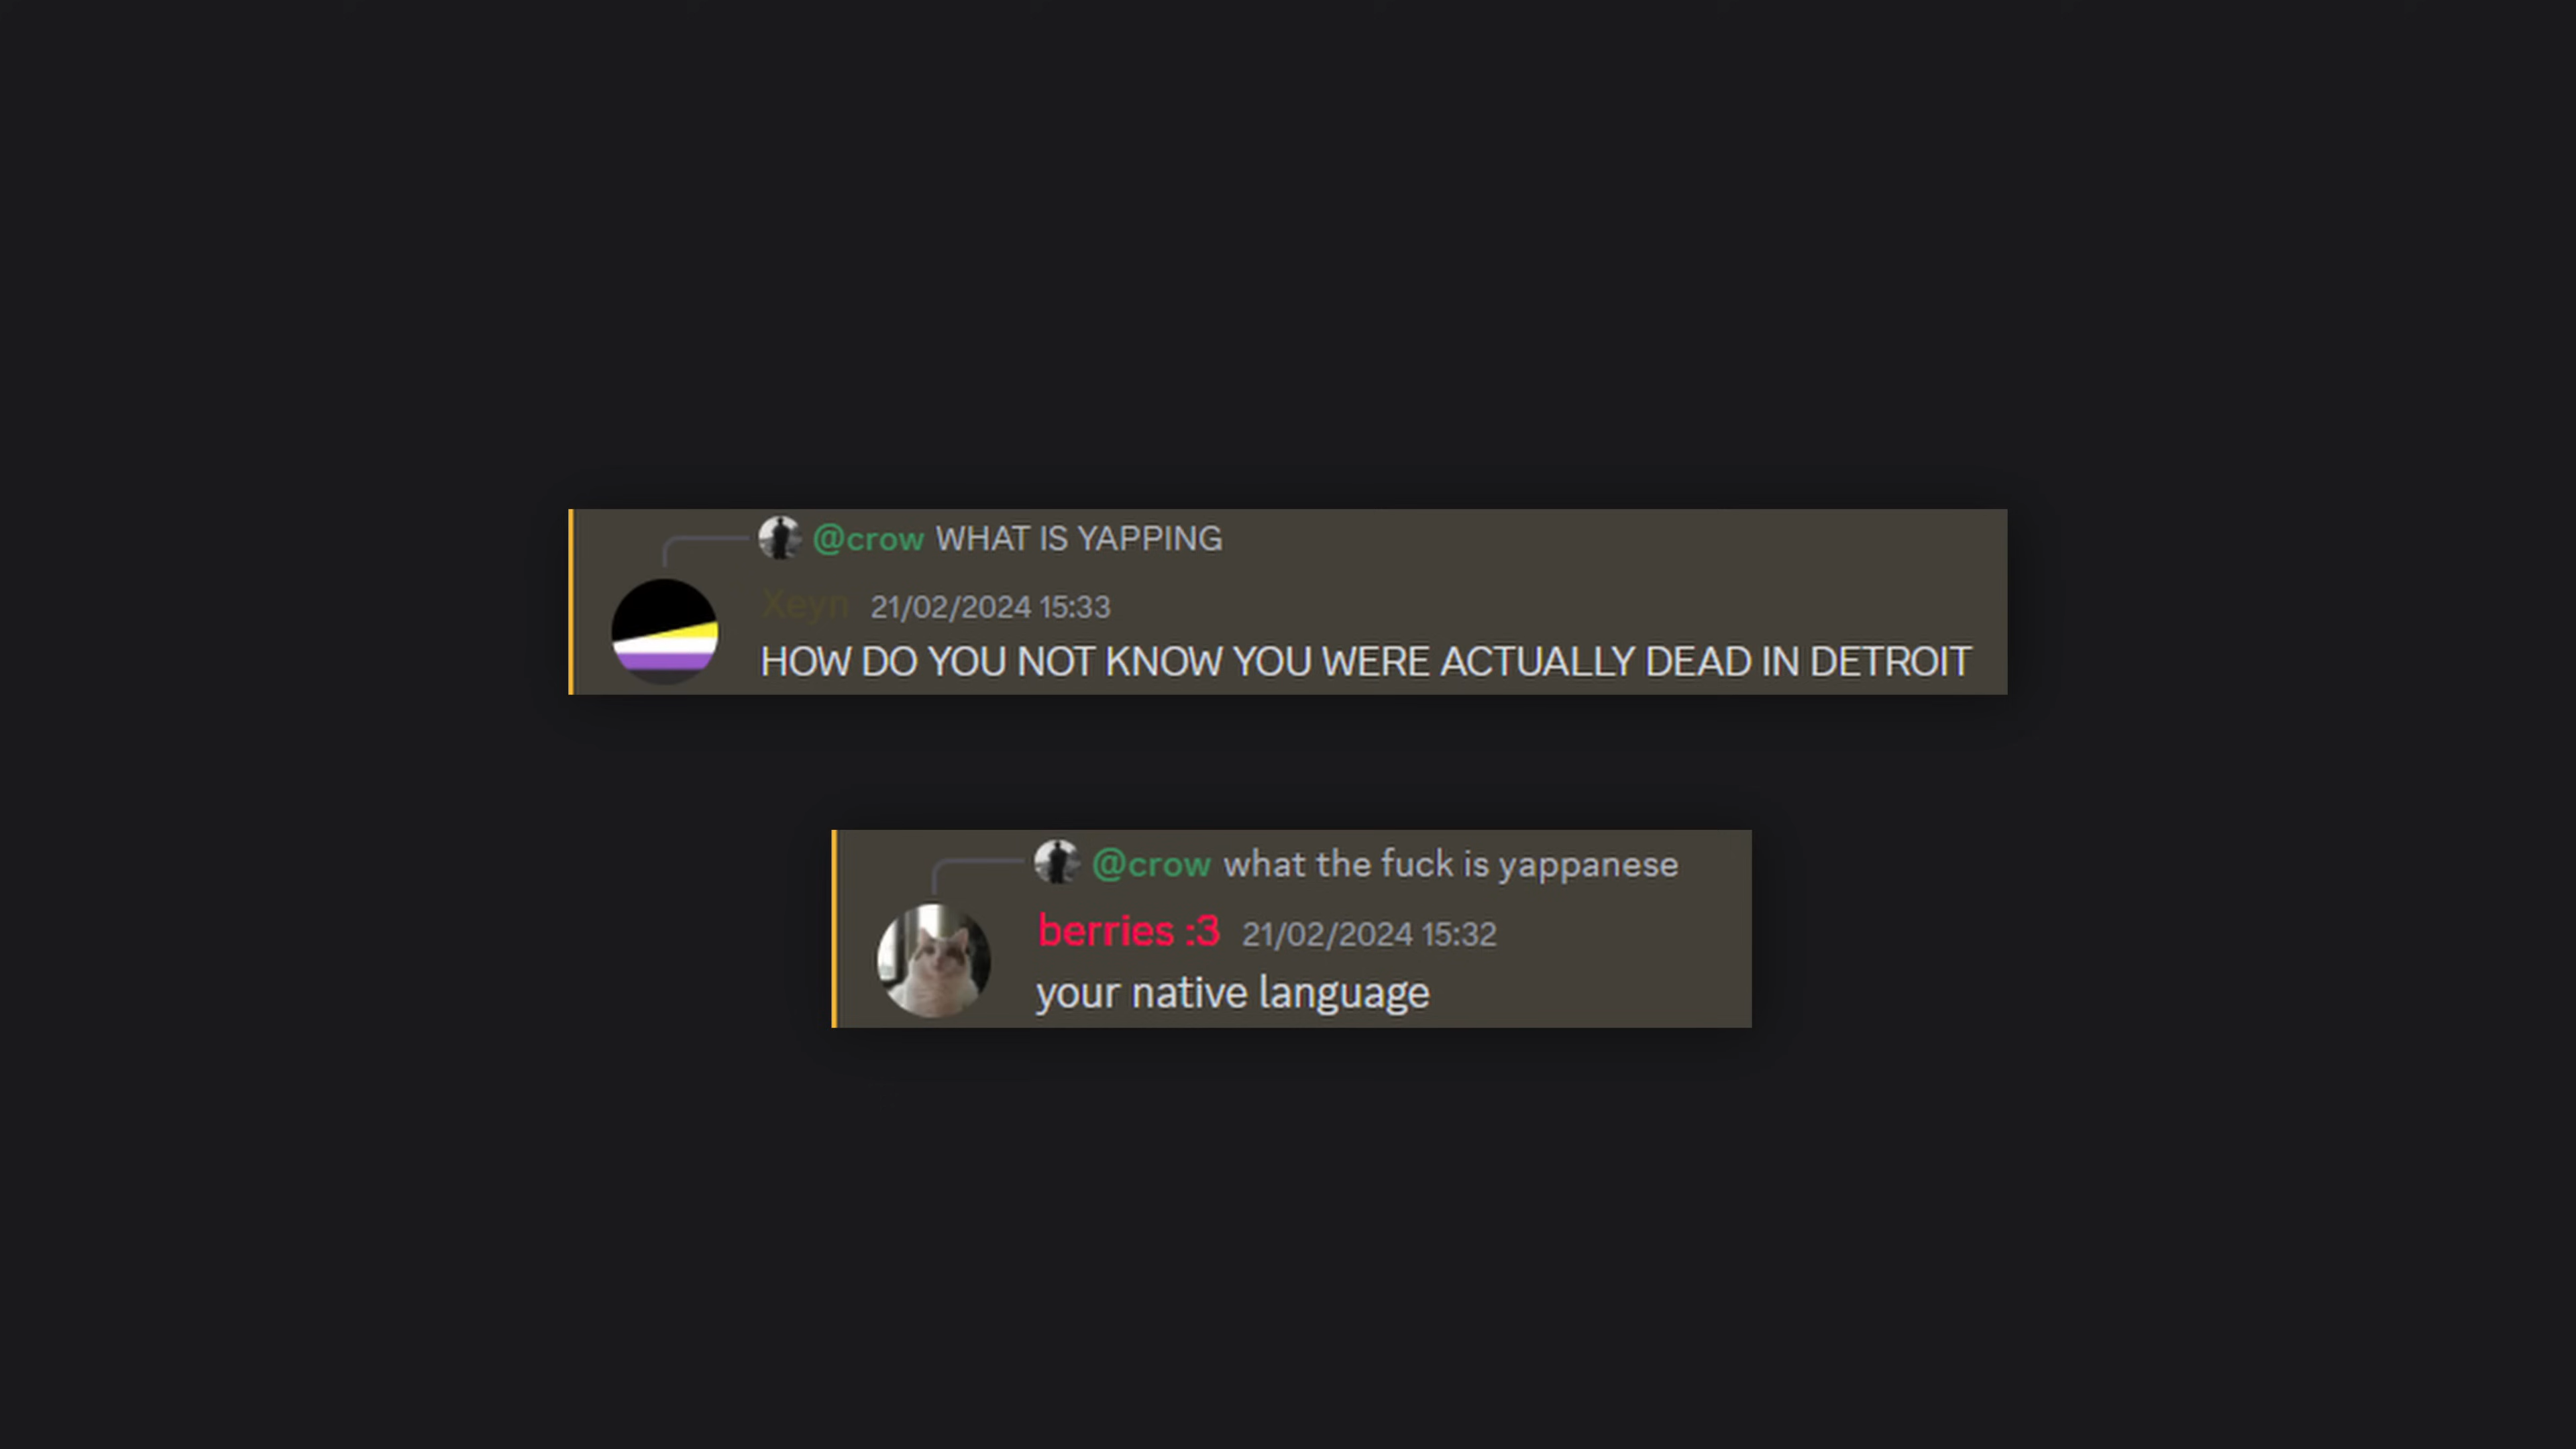 @crow WHAT IS YAPPING
Xeyn 21/02/2024 15:33
HOW DO YOU NOT KNOW YOU WERE ACTUALLY DEAD IN DETROIT
@crow what the fuck is yappanese
berries :3 21/02/2024 15:32
your native language